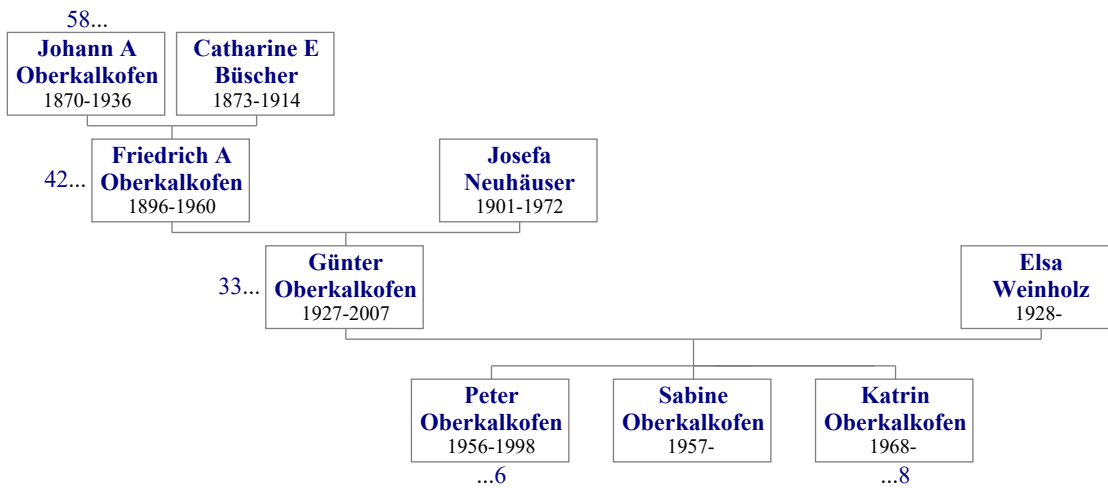 58...
Johann A
Oberkalkofen
1870-1936
Catharine E
Büscher
1873-1914
42...
Friedrich A
Oberkalkofen
1896-1960
Josefa
Neuhäuser
1901-1972
33...
Günter
Oberkalkofen
1927-2007
Elsa
Weinholz
1928-
Peter
Oberkalkofen
1956-1998
...6
Sabine
Oberkalkofen
1957-
Katrin
Oberkalkofen
1968-
...8